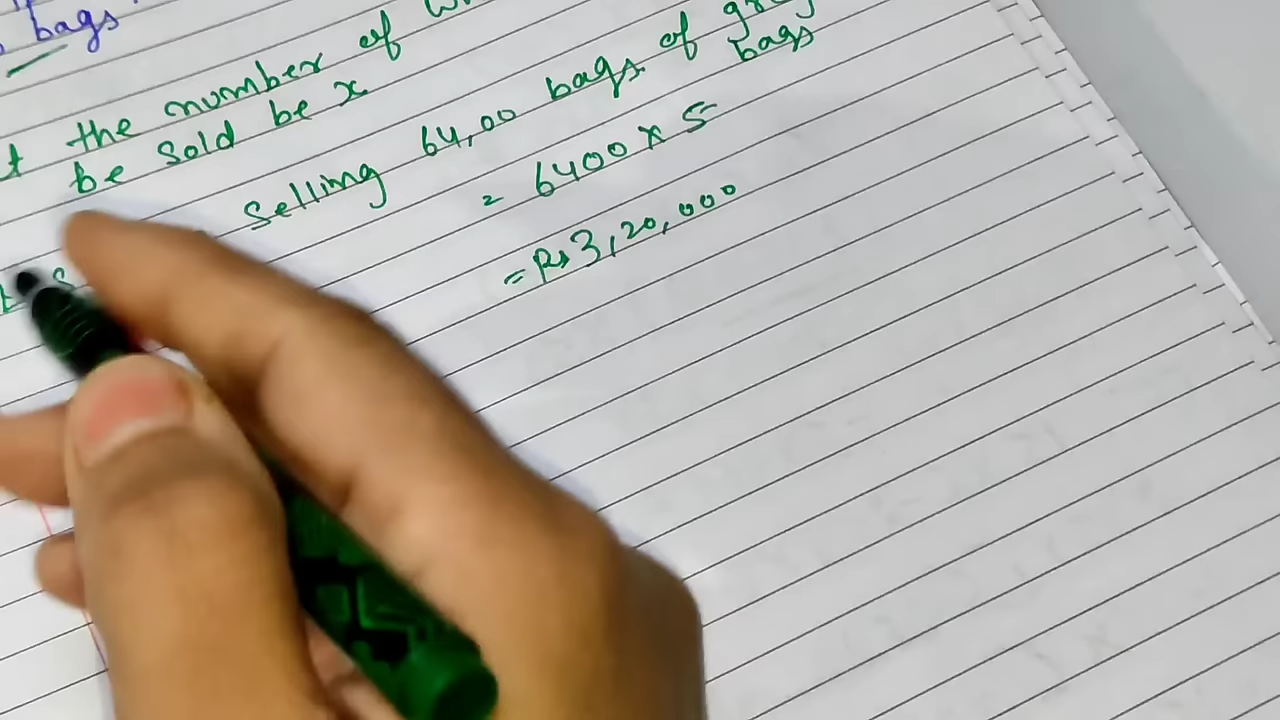 bags
the number of
be sold be x
Selling 64,00 bags of
bags
= 6400 x 5
= Rs 3,20,000